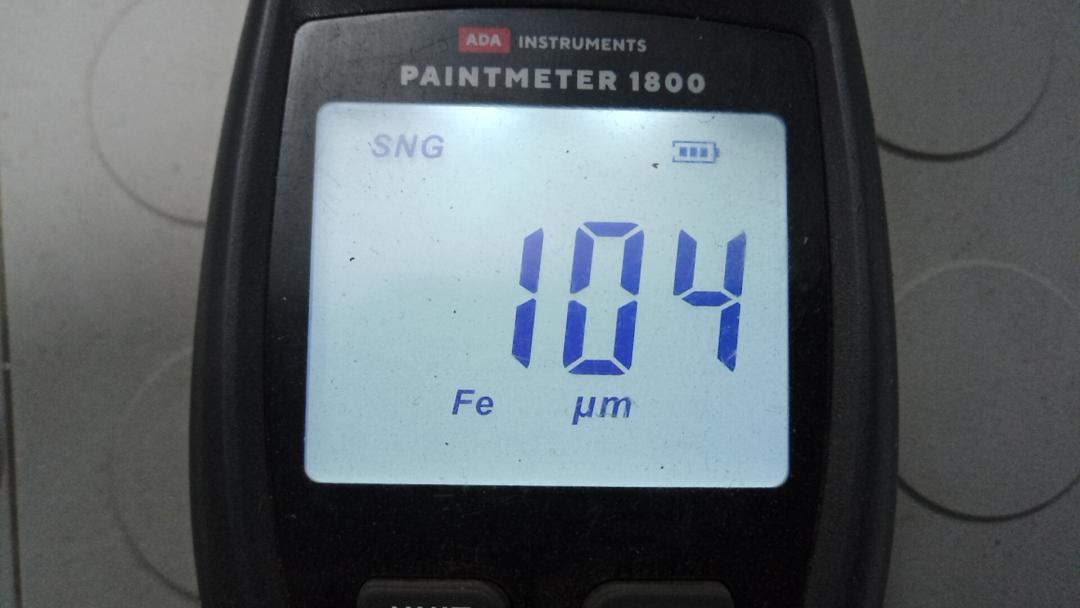 ADA INSTRUMENTS
PAINTMETER 1800
SNG
104
Fe µm